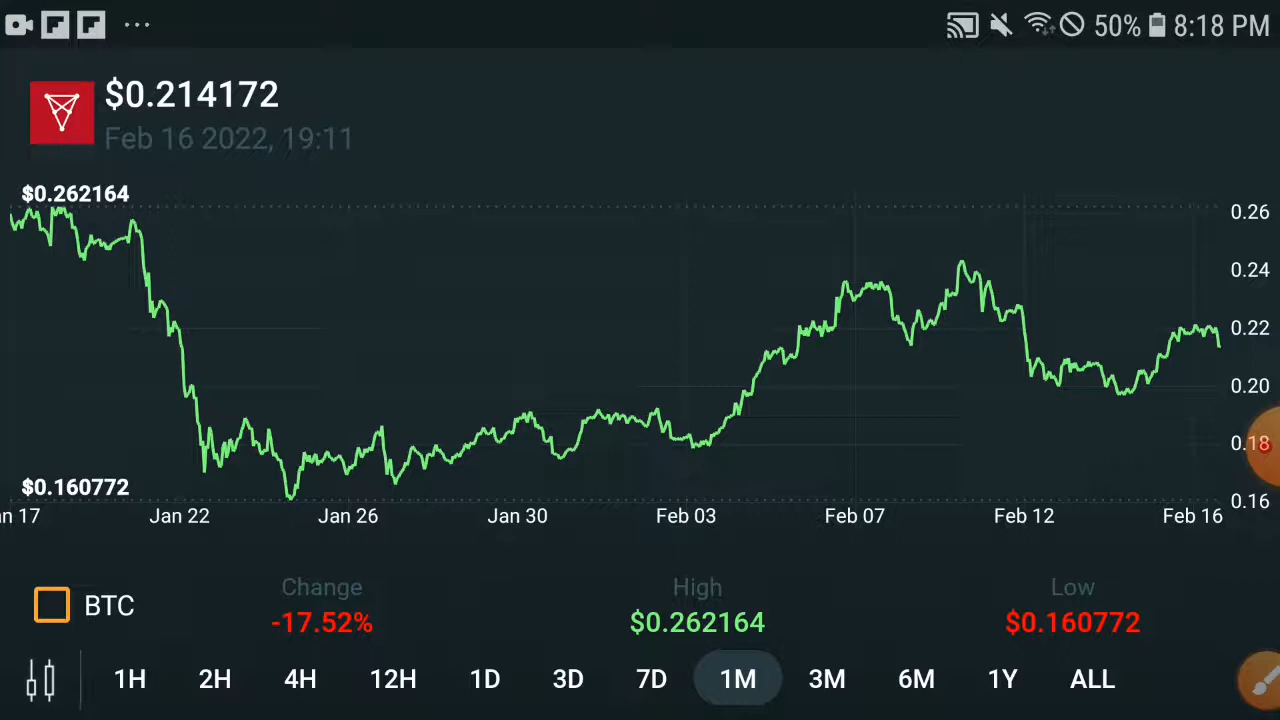 50% 8:18 PM
$0.214172
Feb 16 2022, 19:11
$0.262164
0.26
0.24
0.22
0.20
0.18
$0.160772
0.16
n 17 Jan 22 Jan 26 Jan 30 Feb 03 Feb 07 Feb 12 Feb 16
Change High Low
BTC -17.52% $0.262164 $0.160772
1H 2H 4H 12H 1D 3D 7D 1M 3M 6M 1Y ALL